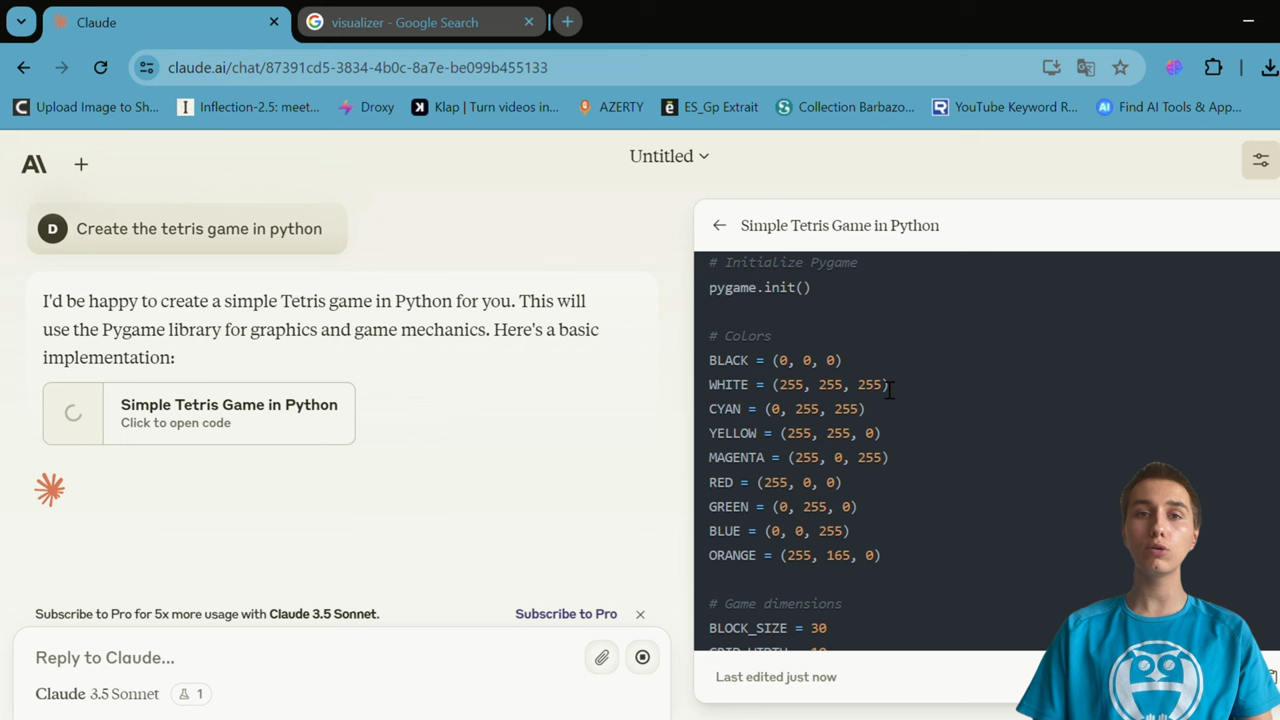 Claude
visualizer - Google Search
claude.ai/chat/87391cd5-3834-4b0c-8a7e-be099b455133
Upload Image to Sh...
Inflection-2.5: meet...
Droxy
Klap | Turn videos in...
AZERTY
ES_Gp Extrait
Collection Barbazo...
YouTube Keyword R...
Find AI Tools & App...
Untitled
D Create the tetris game in python
I'd be happy to create a simple Tetris game in Python for you. This will
use the Pygame library for graphics and game mechanics. Here's a basic
implementation:
Simple Tetris Game in Python
Click to open code
Subscribe to Pro for 5x more usage with Claude 3.5 Sonnet.
Subscribe to Pro
Reply to Claude...
Claude 3.5 Sonnet
1
Simple Tetris Game in Python
# Initialize Pygame
pygame.init()
# Colors
BLACK = (0, 0, 0)
WHITE = (255, 255, 255)
CYAN = (0, 255, 255)
YELLOW = (255, 255, 0)
MAGENTA = (255, 0, 255)
RED = (255, 0, 0)
GREEN = (0, 255, 0)
BLUE = (0, 0, 255)
ORANGE = (255, 165, 0)
# Game dimensions
BLOCK_SIZE = 30
Last edited just now